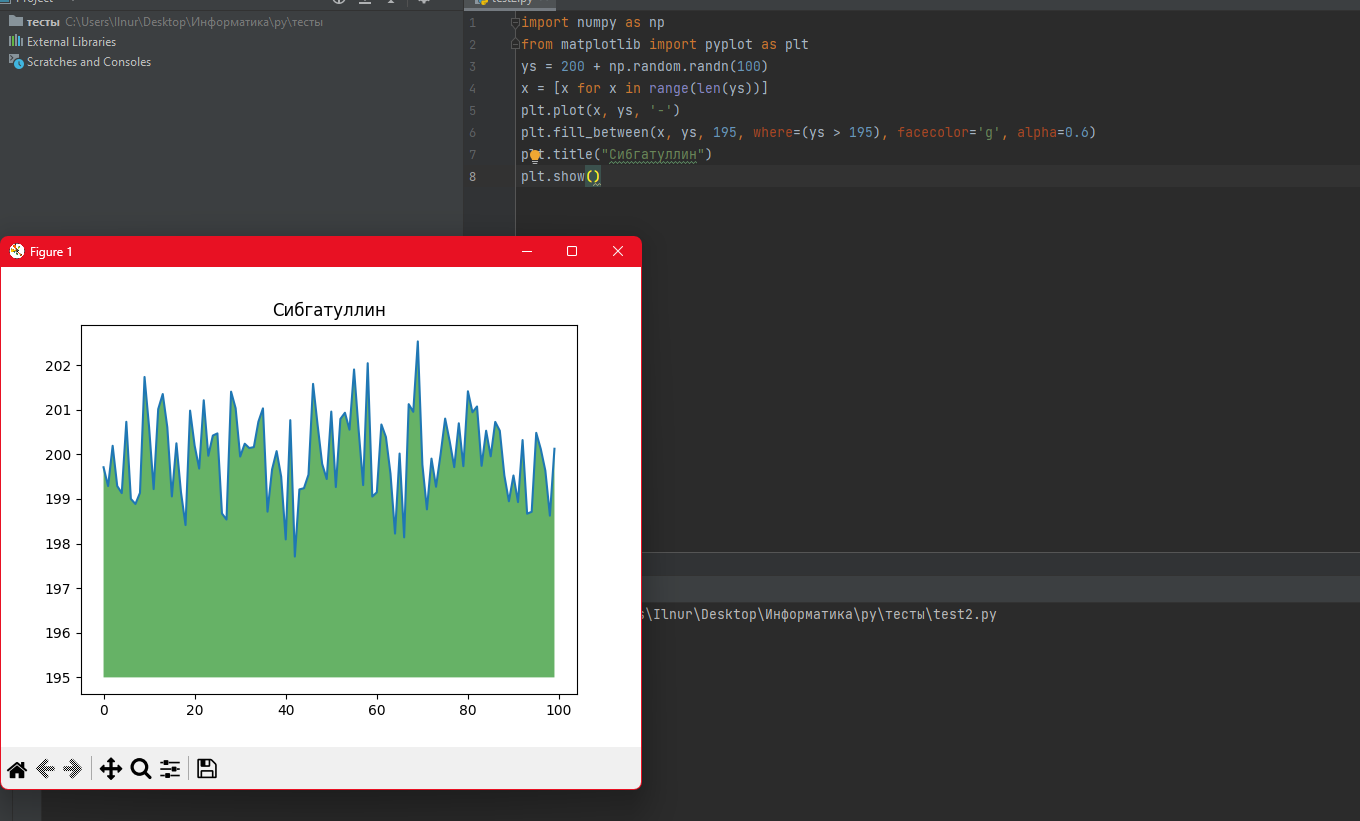 Project
тесты C:\Users\Ilnur\Desktop\Информатика\py\тесты
External Libraries
Scratches and Consoles
test2.py
1 import numpy as np
2 from matplotlib import pyplot as plt
3 ys = 200 + np.random.randn(100)
4 x = [x for x in range(len(ys))]
5 plt.plot(x, ys, '-')
6 plt.fill_between(x, ys, 195, where=(ys > 195), facecolor='g', alpha=0.6)
7 plt.title("Сибгатуллин")
8 plt.show()
Figure 1
Сибгатуллин
202
201
200
199
198
197
196
195
0 20 40 60 80 100
\Ilnur\Desktop\Информатика\py\тесты\test2.py